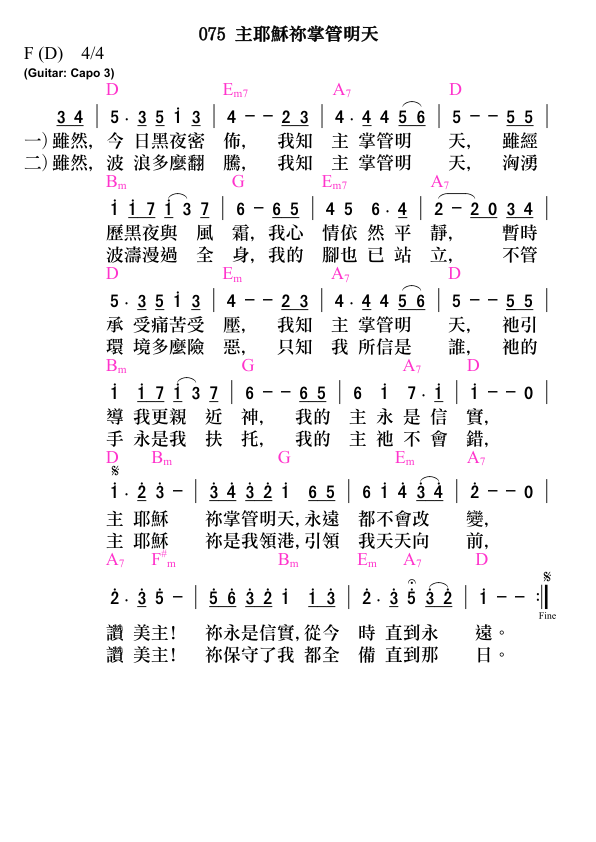 075 主耶穌祢掌管明天
F (D) 4/4
(Guitar: Capo 3)
D Em7 A7 D
3 4 | 5 · 3 5 i 3 | 4 - - 2 3 | 4 · 4 4 5 6 | 5 - - 5 5 |
一) 雖然, 今 日黑夜密 佈, 我知 主 掌管明 天, 雖經
二) 雖然, 波 浪多麼翻 騰, 我知 主 掌管明 天, 洶湧
Bm G Em7 A7
i i 7 i 3 7 | 6 - 6 5 | 4 5 6 · 4 | 2 - 2 0 3 4 |
歷黑夜與 風 霜, 我心 情依 然 平 靜, 暫時
波濤漫過 全 身, 我的 腳也 已 站 立, 不管
D Em A7 D
5 · 3 5 i 3 | 4 - - 2 3 | 4 · 4 4 5 6 | 5 - - 5 5 |
承 受痛苦受 壓, 我知 主 掌管明 天, 祂引
環 境多麼險 惡, 只知 我 所信是 誰, 祂的
Bm G A7 D
i i 7 i 3 7 | 6 - - 6 5 | 6 i 7 · i | i - - 0 |
導 我更親 近 神, 我的 主 永 是 信 實,
手 永是我 扶 托, 我的 主 祂 不 會 錯,
D Bm G Em A7
i · 2 3 - | 3 4 3 2 i 6 5 | 6 i 4 3 4 | 2 - - 0 |
主 耶穌 祢掌管明天, 永遠 都不會改 變,
主 耶穌 祢是我領港, 引領 我天天向 前,
A7 F#m Bm Em A7 D
2 · 3 5 - | 5 6 3 2 i i 3 | 2 · 3 5 3 2 | i - - :|
Fine
讚 美主! 祢永是信實, 從今 時 直到永 遠。
讚 美主! 祢保守了我 都全 備 直到那 日。